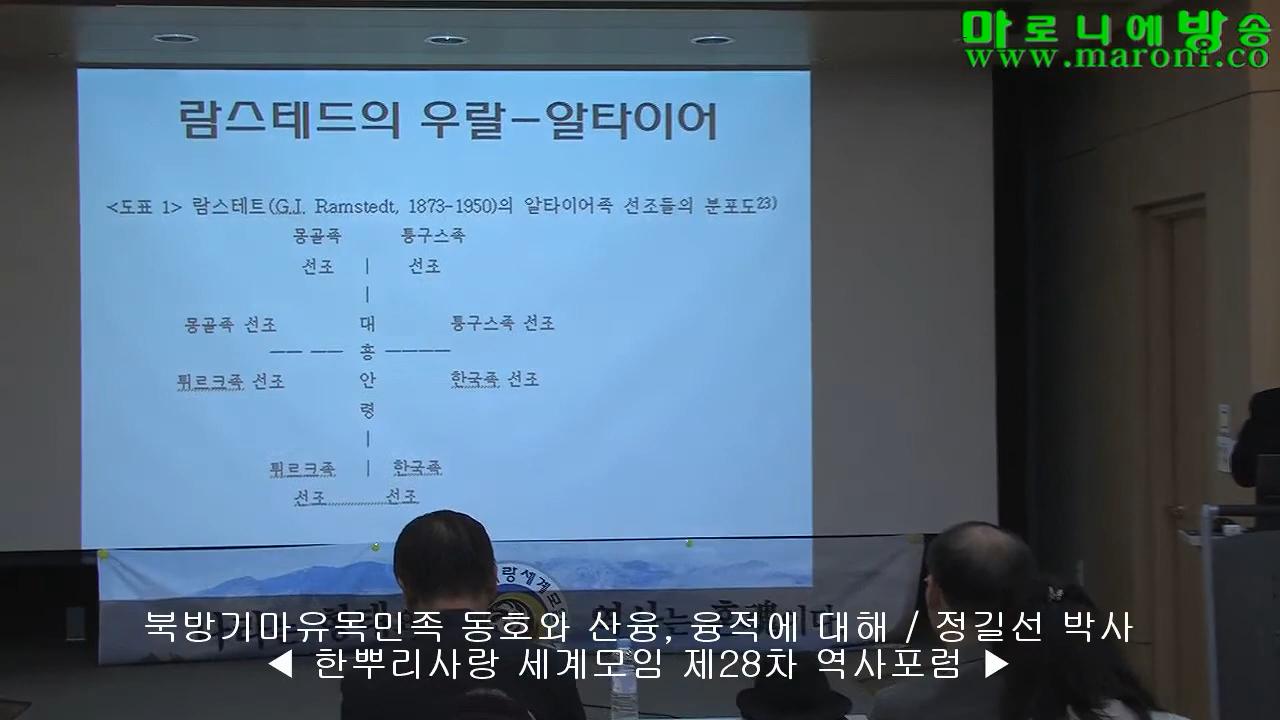 마로니에방송
www.maroni.co
람스테드의 우랄-알타이어
<도표 1> 람스테트(G.J. Ramstedt, 1873-1950)의 알타이어족 선조들의 분포도23)
몽골족 퉁구스족
선조 | 선조
|
몽골족 선조 대 퉁구스족 선조
—— —— 흥 ————
튀르크족 선조 안 한국족 선조
령
|
튀르크족 | 한국족
선조 선조
랑세계모
북방기마유목민족 동호와 산융, 융적에 대해 / 정길선 박사
◀ 한뿌리사랑 세계모임 제28차 역사포럼 ▶